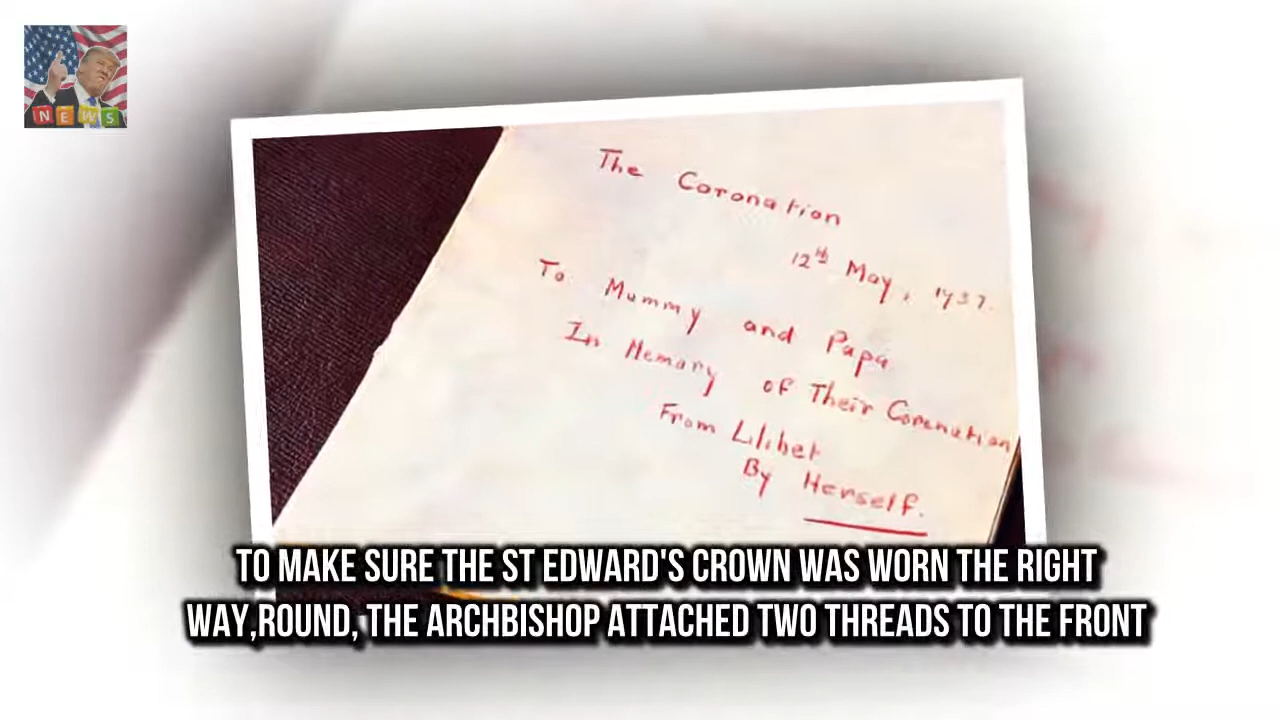 NEWS
The Coronation
12th May, 1937.
To Mummy and Papa
In Memory of Their Coronation
From Lilibet
By Herself.
TO MAKE SURE THE ST EDWARD'S CROWN WAS WORN THE RIGHT
WAY,ROUND, THE ARCHBISHOP ATTACHED TWO THREADS TO THE FRONT